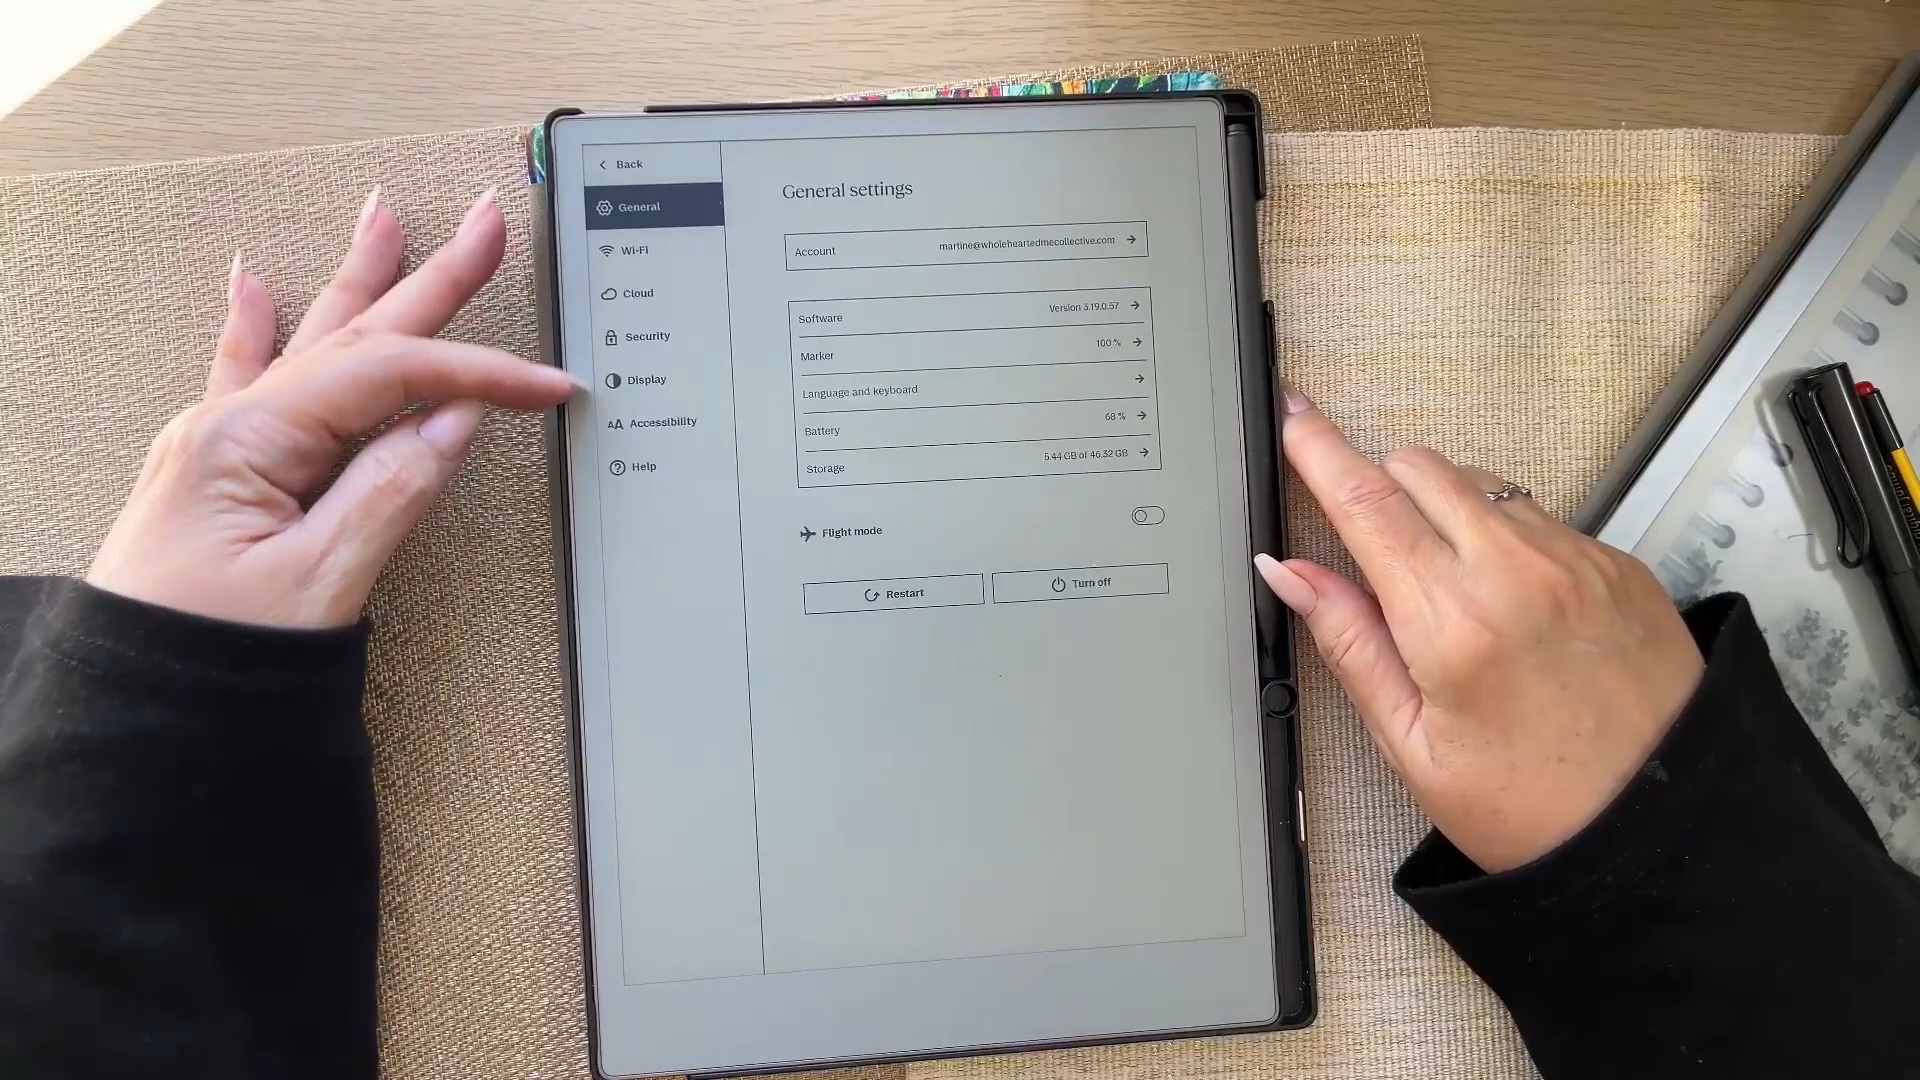 Back
General
Wi-Fi
Cloud
Security
Display
Accessibility
Help
General settings
Account martine@wholeheartedmecollective.com
Software Version 3.19.0.57
Marker 100 %
Language and keyboard
Battery 68 %
Storage 5.44 GB of 46.32 GB
Flight mode
Restart Turn off